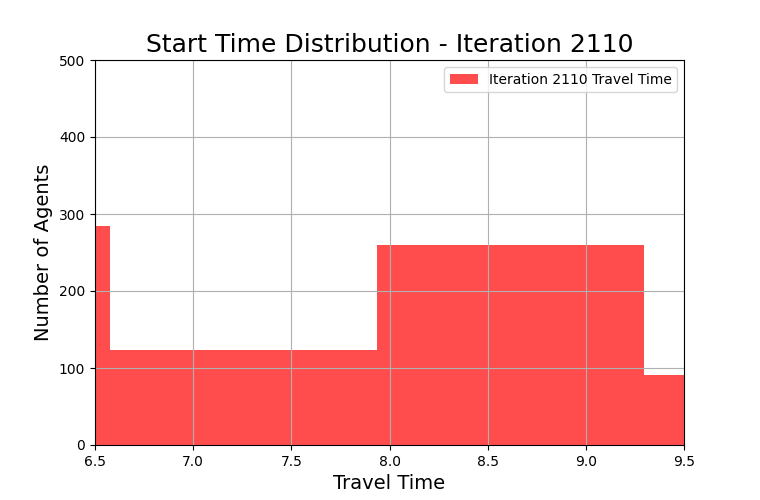 Start Time Distribution - Iteration 2110
500
400
300
200
100
0
Number of Agents
Iteration 2110 Travel Time
6.5 7.0 7.5 8.0 8.5 9.0 9.5
Travel Time